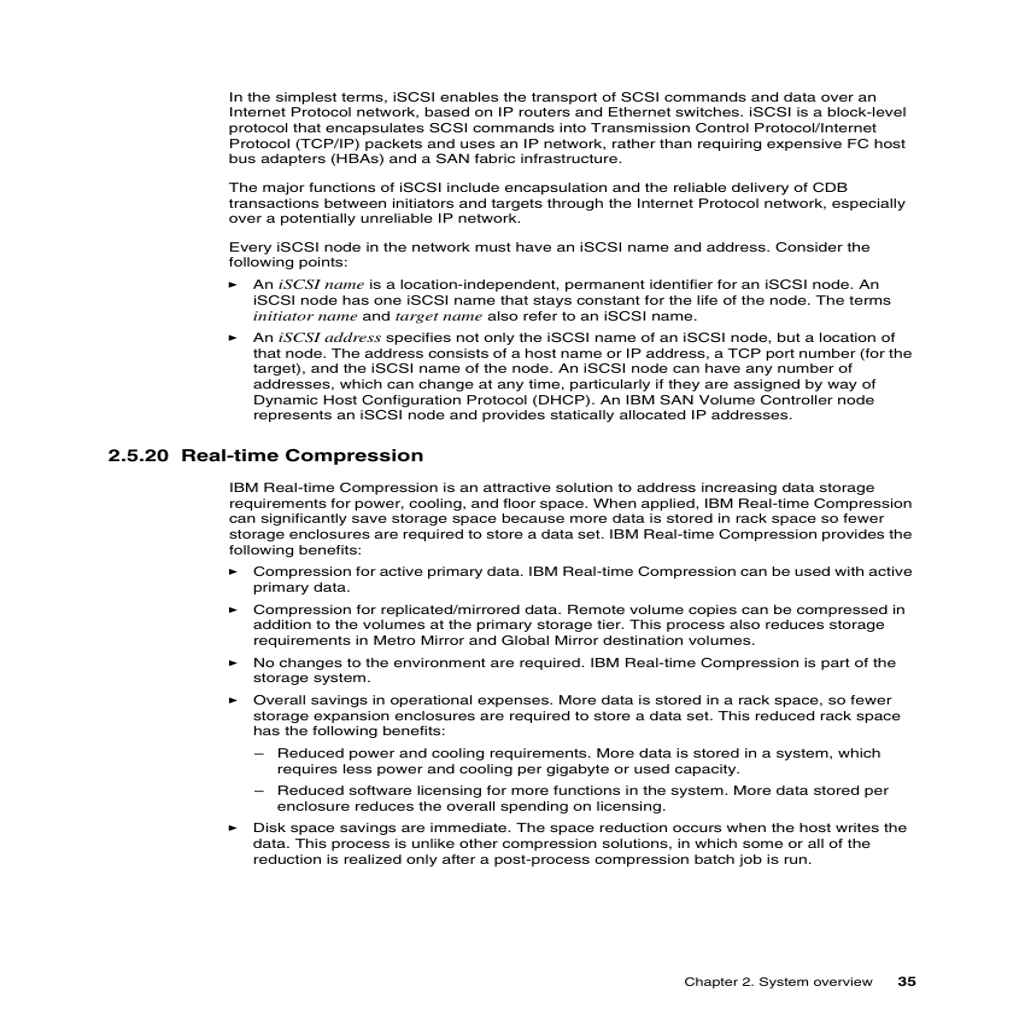 In the simplest terms, iSCSI enables the transport of SCSI commands and data over an
Internet Protocol network, based on IP routers and Ethernet switches. iSCSI is a block-level
protocol that encapsulates SCSI commands into Transmission Control Protocol/Internet
Protocol (TCP/IP) packets and uses an IP network, rather than requiring expensive FC host
bus adapters (HBAs) and a SAN fabric infrastructure.
The major functions of iSCSI include encapsulation and the reliable delivery of CDB
transactions between initiators and targets through the Internet Protocol network, especially
over a potentially unreliable IP network.
Every iSCSI node in the network must have an iSCSI name and address. Consider the
following points:
► An iSCSI name is a location-independent, permanent identifier for an iSCSI node. An
iSCSI node has one iSCSI name that stays constant for the life of the node. The terms
initiator name and target name also refer to an iSCSI name.
► An iSCSI address specifies not only the iSCSI name of an iSCSI node, but a location of
that node. The address consists of a host name or IP address, a TCP port number (for the
target), and the iSCSI name of the node. An iSCSI node can have any number of
addresses, which can change at any time, particularly if they are assigned by way of
Dynamic Host Configuration Protocol (DHCP). An IBM SAN Volume Controller node
represents an iSCSI node and provides statically allocated IP addresses.
2.5.20 Real-time Compression
IBM Real-time Compression is an attractive solution to address increasing data storage
requirements for power, cooling, and floor space. When applied, IBM Real-time Compression
can significantly save storage space because more data is stored in rack space so fewer
storage enclosures are required to store a data set. IBM Real-time Compression provides the
following benefits:
► Compression for active primary data. IBM Real-time Compression can be used with active
primary data.
► Compression for replicated/mirrored data. Remote volume copies can be compressed in
addition to the volumes at the primary storage tier. This process also reduces storage
requirements in Metro Mirror and Global Mirror destination volumes.
► No changes to the environment are required. IBM Real-time Compression is part of the
storage system.
► Overall savings in operational expenses. More data is stored in a rack space, so fewer
storage expansion enclosures are required to store a data set. This reduced rack space
has the following benefits:
– Reduced power and cooling requirements. More data is stored in a system, which
requires less power and cooling per gigabyte or used capacity.
– Reduced software licensing for more functions in the system. More data stored per
enclosure reduces the overall spending on licensing.
► Disk space savings are immediate. The space reduction occurs when the host writes the
data. This process is unlike other compression solutions, in which some or all of the
reduction is realized only after a post-process compression batch job is run.
Chapter 2. System overview 35